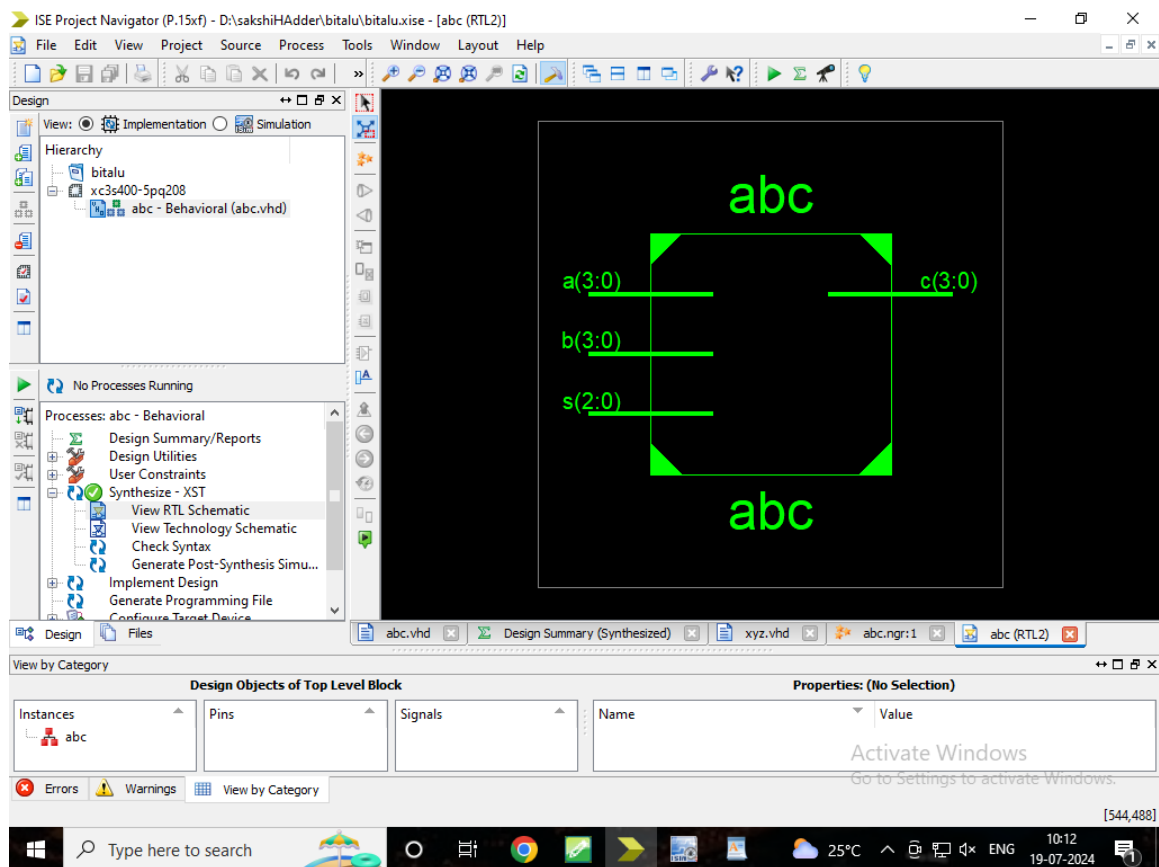 ISE Project Navigator (P.15xf) - D:\sakshiHAdder\bitalu\bitalu.xise - [abc (RTL2)]
File Edit View Project Source Process Tools Window Layout Help
Design
View: Implementation Simulation
Hierarchy
bitalu
xc3s400-5pq208
abc - Behavioral (abc.vhd)
No Processes Running
Processes: abc - Behavioral
Design Summary/Reports
Design Utilities
User Constraints
Synthesize - XST
View RTL Schematic
View Technology Schematic
Check Syntax
Generate Post-Synthesis Simu...
Implement Design
Generate Programming File
Configure Target Device
Design Files
abc
a(3:0) c(3:0)
b(3:0)
s(2:0)
abc
abc.vhd Design Summary (Synthesized) xyz.vhd abc.ngr:1 abc (RTL2)
View by Category
Design Objects of Top Level Block Properties: (No Selection)
Instances Pins Signals Name Value
abc
Activate Windows
Go to Settings to activate Windows.
Errors Warnings View by Category
[544,488]
Type here to search 25°C ENG 10:12
19-07-2024 1